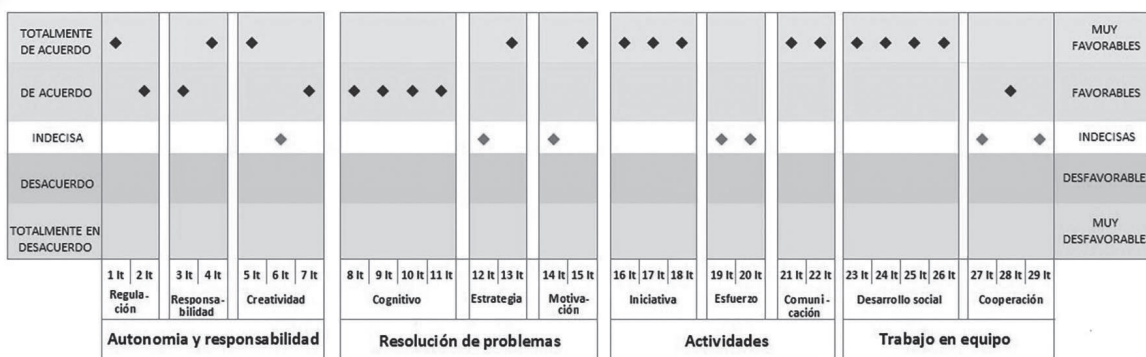 TOTALMENTE
DE ACUERDO
MUY
FAVORABLES
DE ACUERDO
FAVORABLES
INDECISA
INDECISAS
DESACUERDO
DESFAVORABLE
TOTALMENTE EN
DESACUERDO
MUY
DESFAVORABLE
1 It 2 It 3 It 4 It 5 It 6 It 7 It 8 It 9 It 10 It 11 It 12 It 13 It 14 It 15 It 16 It 17 It 18 It 19 It 20 It 21 It 22 It 23 It 24 It 25 It 26 It 27 It 28 It 29 It
Regula-
ción
Responsa-
bilidad
Creatividad
Cognitivo
Estrategia
Motiva-
ción
Iniciativa
Esfuerzo
Comuni-
cación
Desarrollo social
Cooperación
Autonomia y responsabilidad
Resolución de problemas
Actividades
Trabajo en equipo